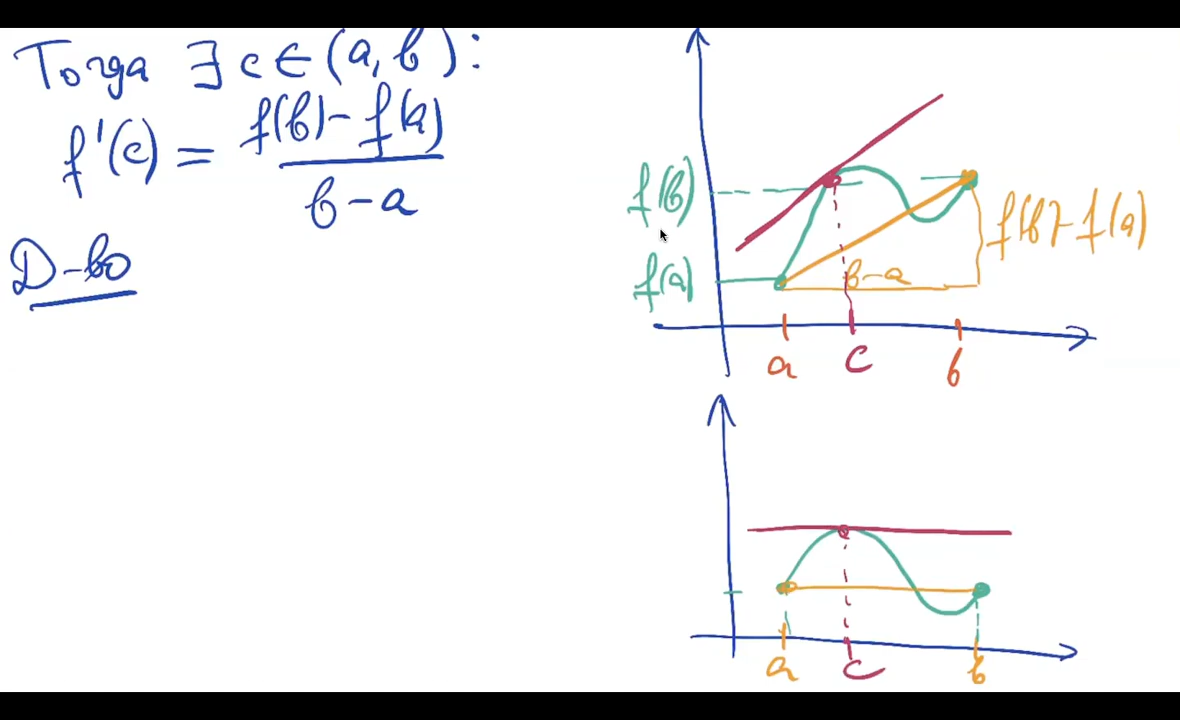 Тогда ∃ c ∈ (a, b):
f'(c) = f(b) - f(a)
b - a
Д-во
f(b)
f(a)
b - a
f(b) - f(a)
a
c
b
a
c
b